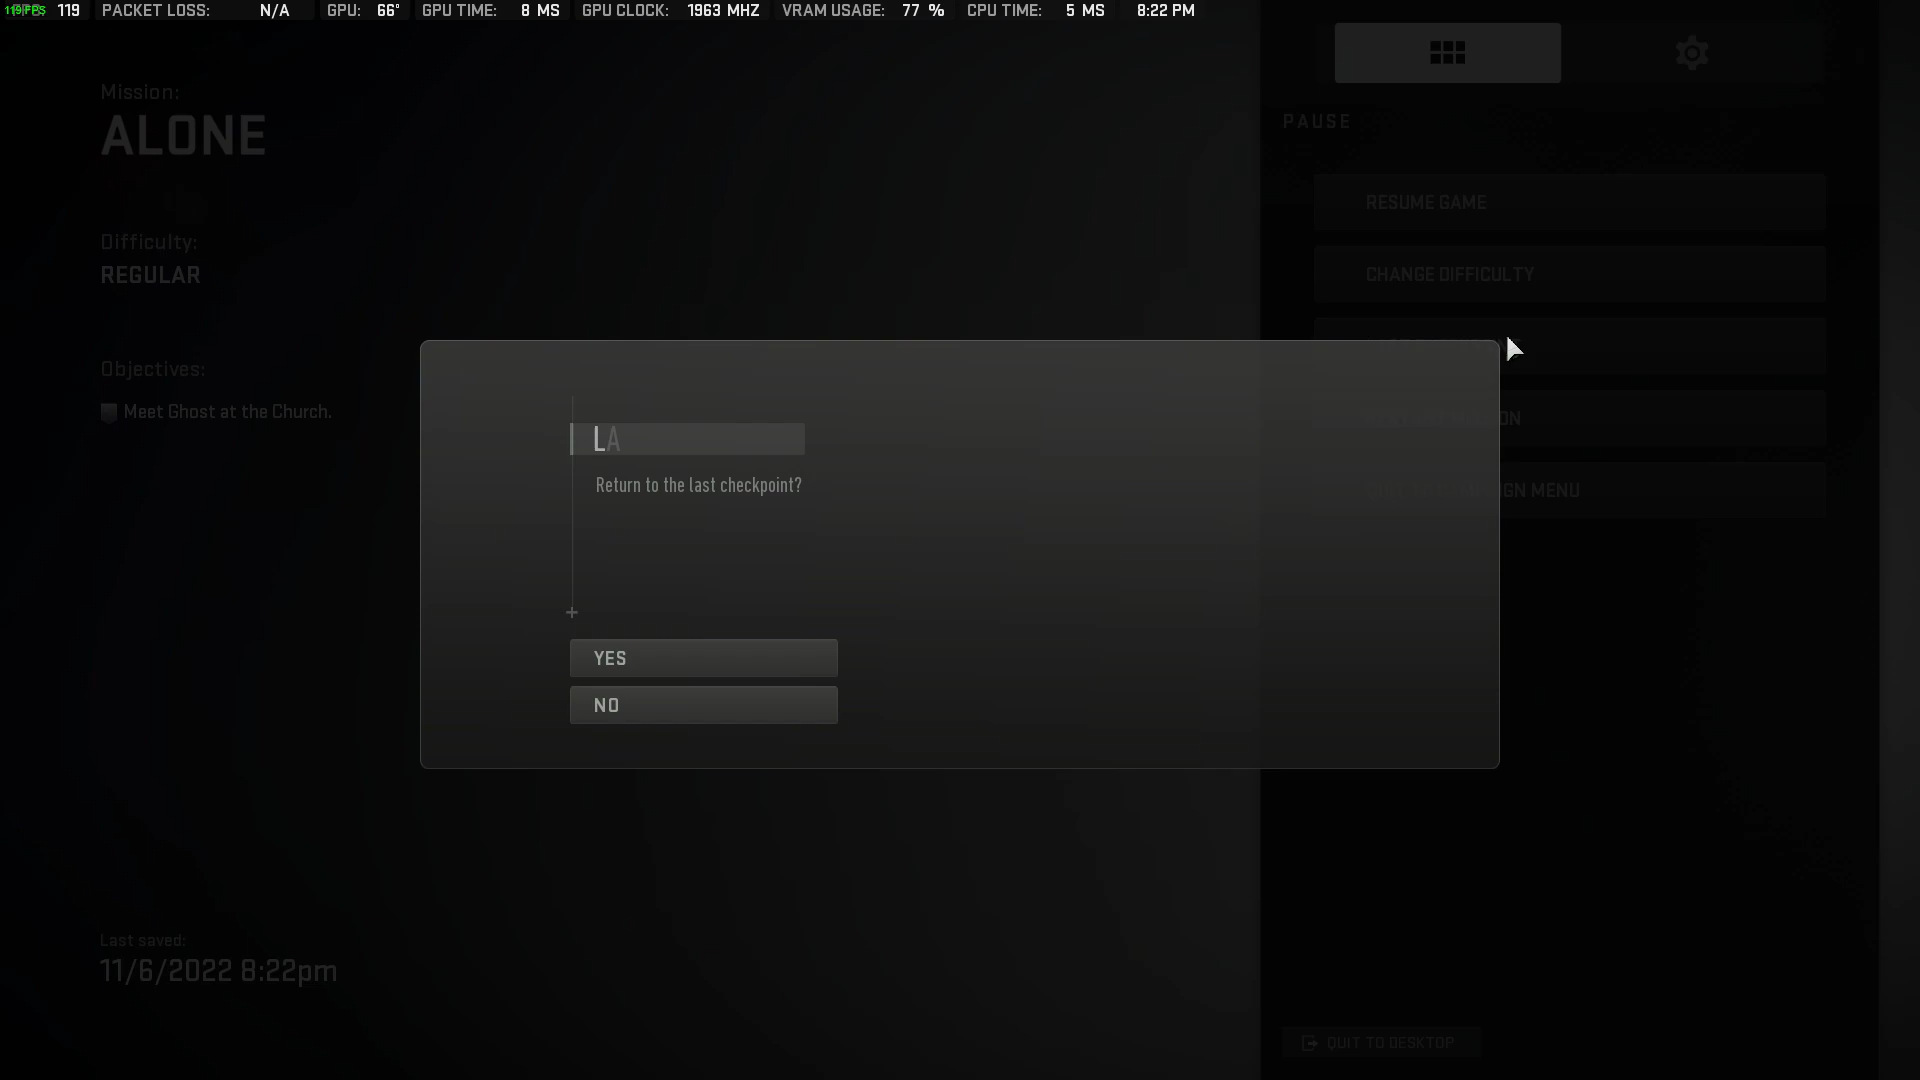 119 FPS 119 PACKET LOSS: N/A GPU: 66° GPU TIME: 8 MS GPU CLOCK: 1963 MHZ VRAM USAGE: 77 % CPU TIME: 5 MS 8:22 PM
Mission:
ALONE
Difficulty:
REGULAR
Objectives:
Meet Ghost at the Church.
Last saved:
11/6/2022 8:22pm
LA
Return to the last checkpoint?
YES
NO
PAUSE
RESUME GAME
CHANGE DIFFICULTY
QUIT TO DESKTOP
MENU